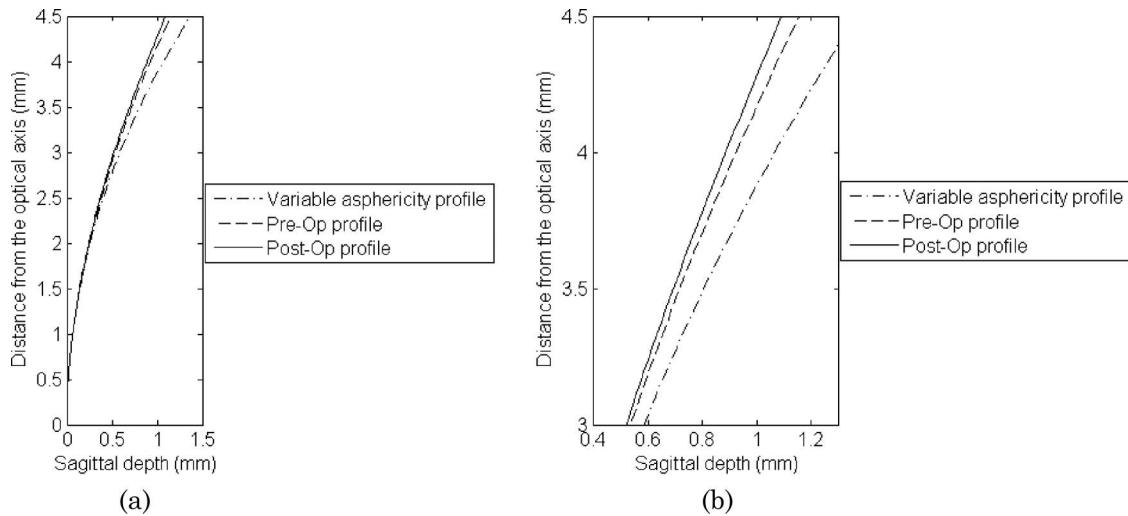 4.5
4
3.5
3
2.5
2
1.5
1
0.5
0
0 0.5 1 1.5
Distance from the optical axis (mm)
Sagittal depth (mm)
Variable asphericity profile
Pre-Op profile
Post-Op profile
(a)
4.5
4
3.5
3
0.4 0.6 0.8 1 1.2
Distance from the optical axis (mm)
Sagittal depth (mm)
Variable asphericity profile
Pre-Op profile
Post-Op profile
(b)